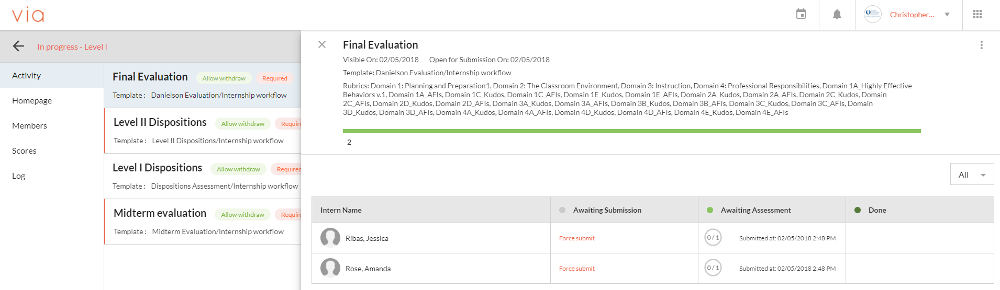 via
Christopher...
In progress - Level I
Activity
Homepage
Members
Scores
Log
Final Evaluation Allow withdraw Required
Template : Danielson Evaluation/Internship workflow
Level II Dispositions Allow withdraw Require
Template : Level II Dispositions/Internship workflow
Level I Dispositions Allow withdraw Required
Template : Dispositions Assessment/Internship workflow
Midterm evaluation Allow withdraw Require
Template : Midterm Evaluation/Internship workflow
Final Evaluation
Visible On: 02/05/2018 Open for Submission On: 02/05/2018
Template: Danielson Evaluation/Internship workflow
Rubrics: Domain 1: Planning and Preparation1, Domain 2: The Classroom Environment, Domain 3: Instruction, Domain 4: Professional Responsibilities, Domain 1A_Highly Effective
Behaviors v.1, Domain 1A_AFIs, Domain 1C_Kudos, Domain 1C_AFIs, Domain 1E_Kudos, Domain 1E_AFIs, Domain 2A_Kudos, Domain 2A_AFIs, Domain 2C_Kudos, Domain
2C_AFIs, Domain 2D_Kudos, Domain 2D_AFIs, Domain 3A_Kudos, Domain 3A_AFIs, Domain 3B_Kudos, Domain 3B_AFIs, Domain 3C_Kudos, Domain 3C_AFIs, Domain
3D_Kudos, Domain 3D_AFIs, Domain 4A_Kudos, Domain 4A_AFIs, Domain 4D_Kudos, Domain 4D_AFIs, Domain 4E_Kudos, Domain 4E_AFIs
2
All
Intern Name Awaiting Submission Awaiting Assessment Done
Ribas, Jessica Force submit 0 / 1 Submitted at: 02/05/2018 2:48 PM
Rose, Amanda Force submit 0 / 1 Submitted at: 02/05/2018 2:48 PM